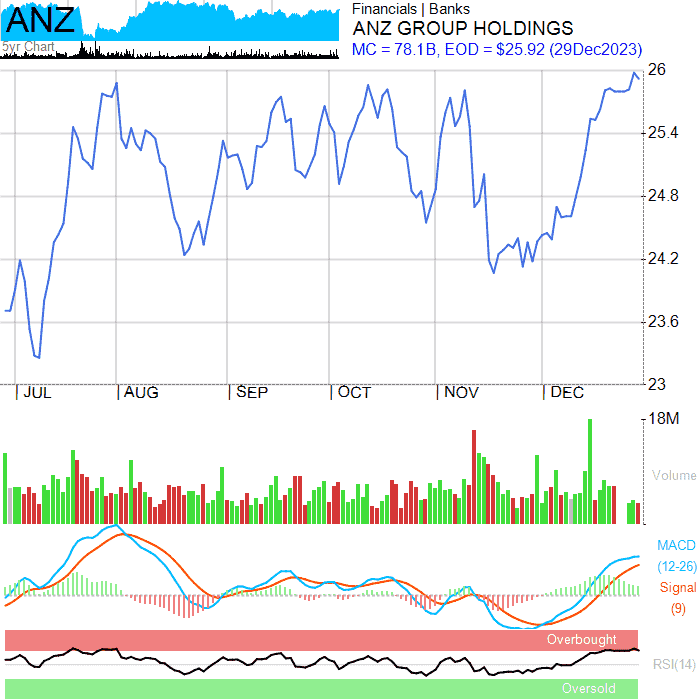 ANZ
5yr Chart
Financials | Banks
ANZ GROUP HOLDINGS
MC = 78.1B, EOD = $25.92 (29Dec2023)
26
25.4
24.8
24.2
23.6
23
| JUL | AUG | SEP | OCT | NOV | DEC
18M
Volume
MACD
(12-26)
Signal
(9)
Overbought
RSI(14)
Oversold